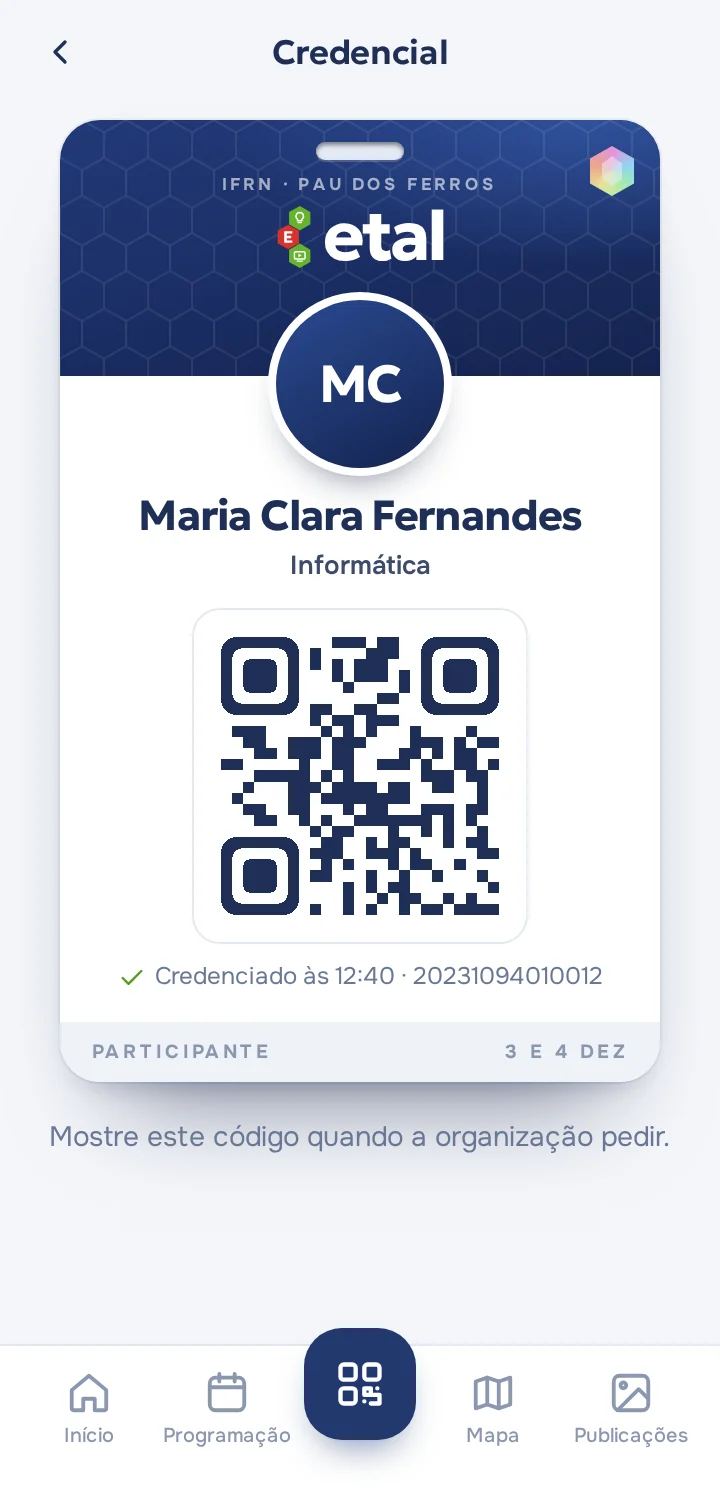 Credencial
IFRN · PAU DOS FERROS
E
etal
MC
Maria Clara Fernandes
Informática
Credenciado às 12:40 · 20231094010012
PARTICIPANTE
3 E 4 DEZ
Mostre este código quando a organização pedir.
Início
Programação
Mapa
Publicações